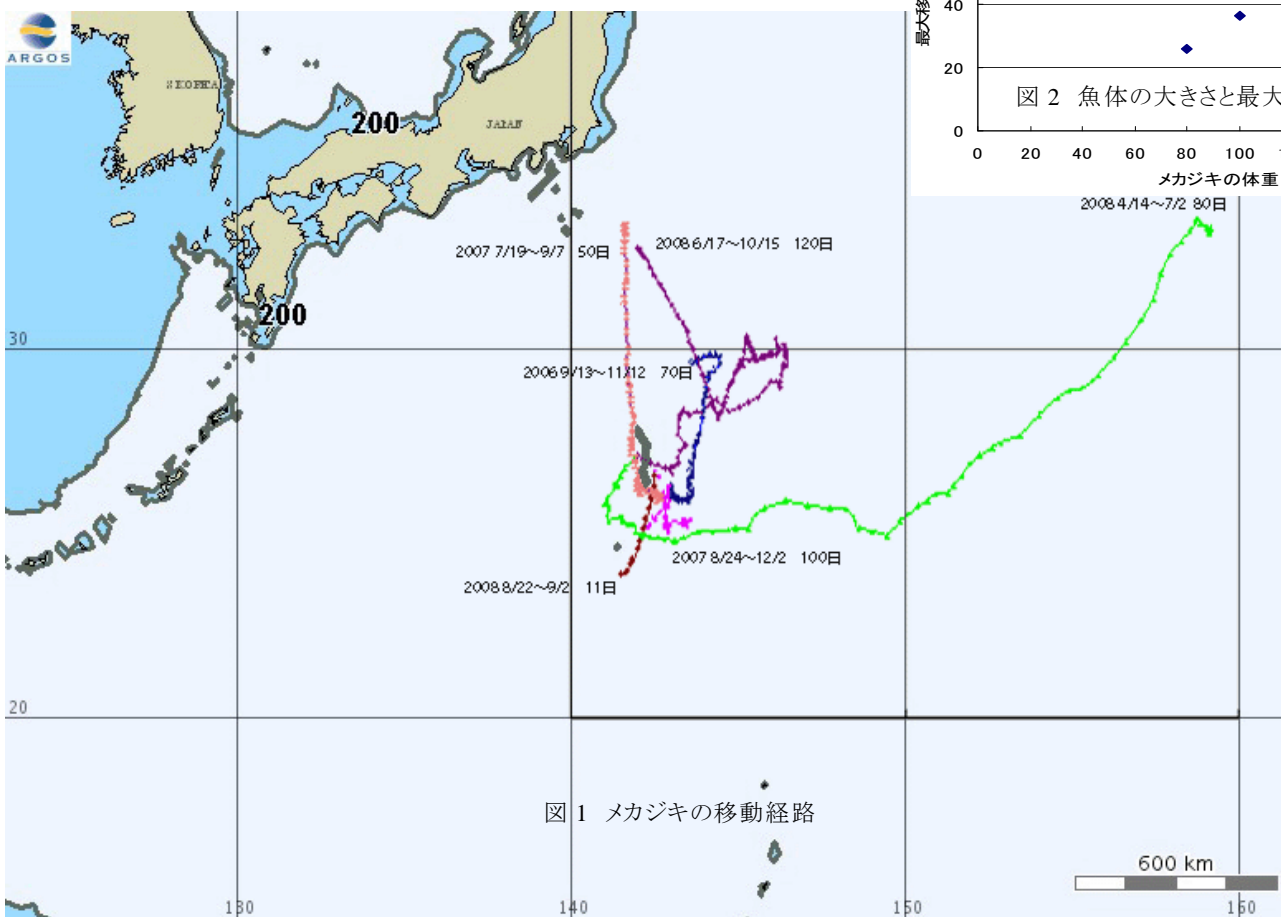 ARGOS
S KOREA
200
JAPAN
200
30
20
130
140
150
160
40
20
0
図 2 魚体の大きさと最大
0 20 40 60 80 100
メカジキの体重
2008 4/14～7/2 80日
2007 7/19～9/7 50日
2008 6/17～10/15 120日
2006 9/13～11/12 70日
2007 8/24～12/2 100日
2008 8/22～9/2 11日
図 1 メカジキの移動経路
600 km